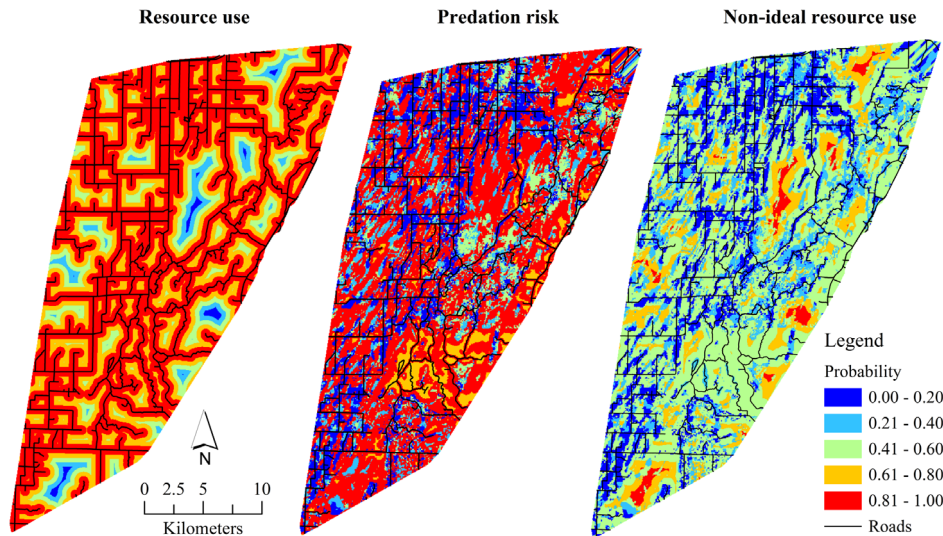 Resource use
Predation risk
Non-ideal resource use
N
0 2.5 5 10
Kilometers
Legend
Probability
0.00 - 0.20
0.21 - 0.40
0.41 - 0.60
0.61 - 0.80
0.81 - 1.00
Roads